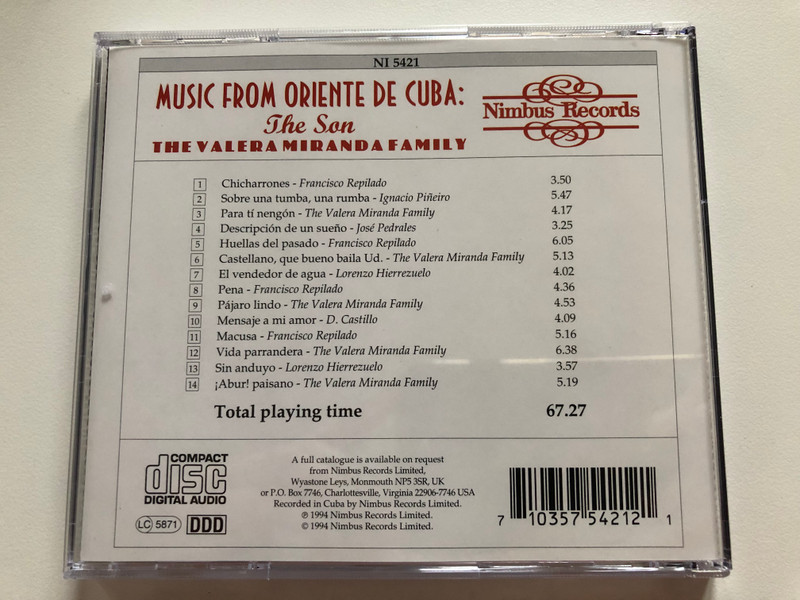 NI 5421
MUSIC FROM ORIENTE DE CUBA:
The Son
THE VALERA MIRANDA FAMILY
Nimbus Records
1 Chicharrones - Francisco Repilado 3.50
2 Sobre una tumba, una rumba - Ignacio Piñeiro 5.47
3 Para tí nengón - The Valera Miranda Family 4.17
4 Descripción de un sueño - José Pedrales 3.25
5 Huellas del pasado - Francisco Repilado 6.05
6 Castellano, que bueno baila Ud. - The Valera Miranda Family 5.13
7 El vendedor de agua - Lorenzo Hierrezuelo 4.02
8 Pena - Francisco Repilado 4.36
9 Pájaro lindo - The Valera Miranda Family 4.53
10 Mensaje a mi amor - D. Castillo 4.09
11 Macusa - Francisco Repilado 5.16
12 Vida parrandera - The Valera Miranda Family 6.38
13 Sin anduyo - Lorenzo Hierrezuelo 3.57
14 ¡Abur! paisano - The Valera Miranda Family 5.19
Total playing time 67.27
COMPACT
disc
DIGITAL AUDIO
LC 5871 DDD
A full catalogue is available on request
from Nimbus Records Limited,
Wyastone Leys, Monmouth NP5 3SR, UK
or P.O. Box 7746, Charlottesville, Virginia 22906-7746 USA
Recorded in Cuba by Nimbus Records Limited.
℗ 1994 Nimbus Records Limited.
© 1994 Nimbus Records Limited.
7 10357 54212 1